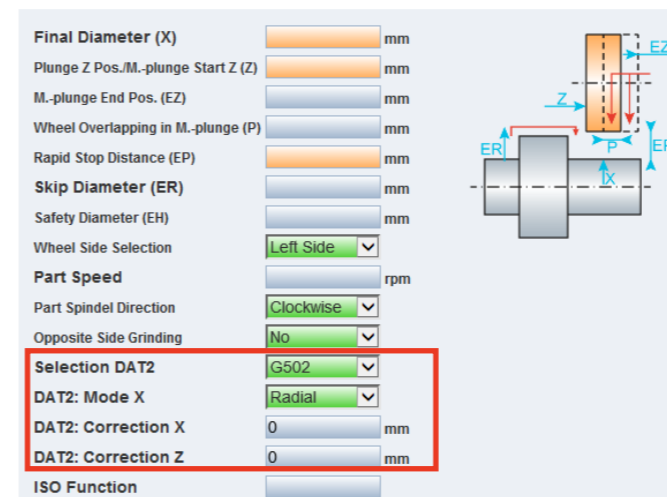 Final Diameter (X) mm
Plunge Z Pos./M.-plunge Start Z (Z) mm
M.-plunge End Pos. (EZ) mm
Wheel Overlapping in M.-plunge (P) mm
Rapid Stop Distance (EP) mm
Skip Diameter (ER) mm
Safety Diameter (EH) mm
Wheel Side Selection Left Side
Part Speed rpm
Part Spindel Direction Clockwise
Opposite Side Grinding No
Selection DAT2 G502
DAT2: Mode X Radial
DAT2: Correction X 0 mm
DAT2: Correction Z 0 mm
ISO Function
EZ
Z
ER
P
X